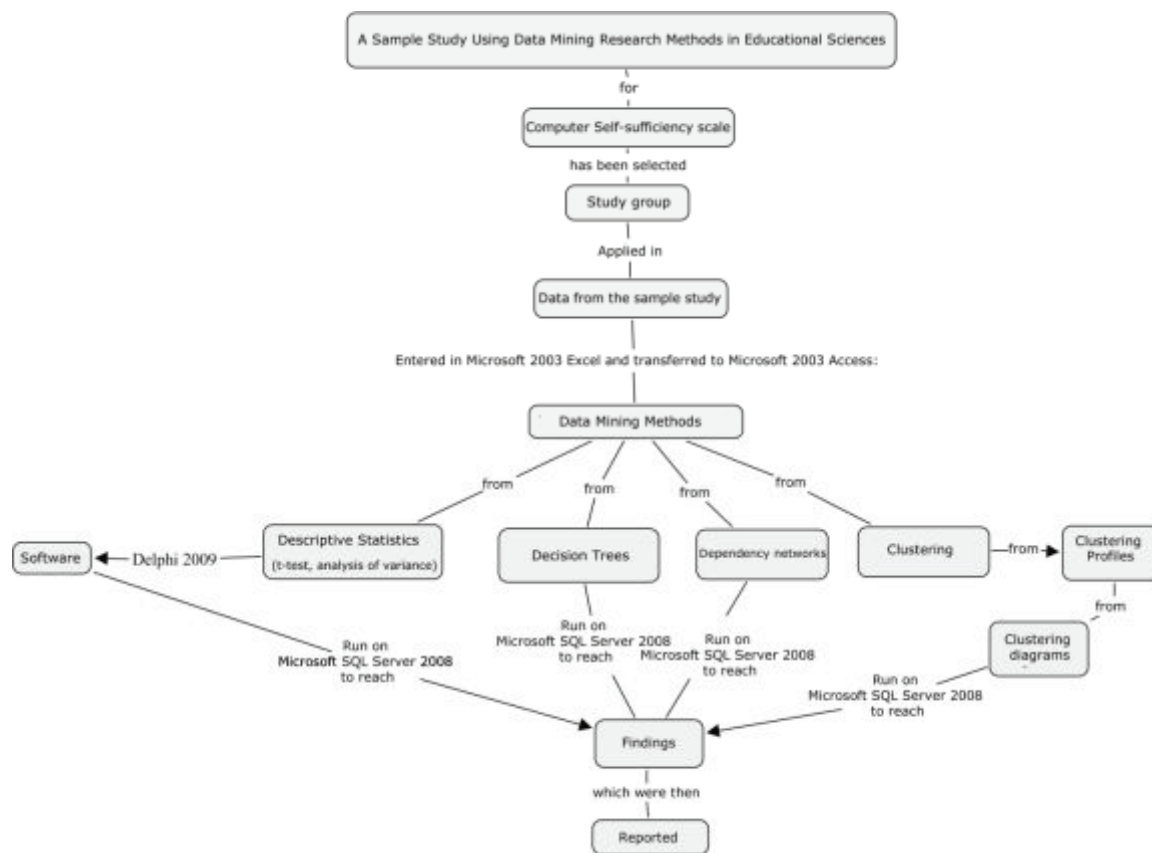 A Sample Study Using Data Mining Research Methods in Educational Sciences
for
Computer Self-sufficiency scale
has been selected
Study group
Applied in
Data from the sample study
Entered in Microsoft 2003 Excel and transferred to Microsoft 2003 Access:
Data Mining Methods
from
from
from
from
Software
Delphi 2009
Descriptive Statistics
(t-test, analysis of variance)
Decision Trees
Dependency networks
Clustering
from
Clustering
Profiles
from
Clustering
diagrams
Run on
Microsoft SQL Server 2008
to reach
Run on
Microsoft SQL Server 2008
to reach
Run on
Microsoft SQL Server 2008
to reach
Run on
Microsoft SQL Server 2008
to reach
Findings
which were then
Reported